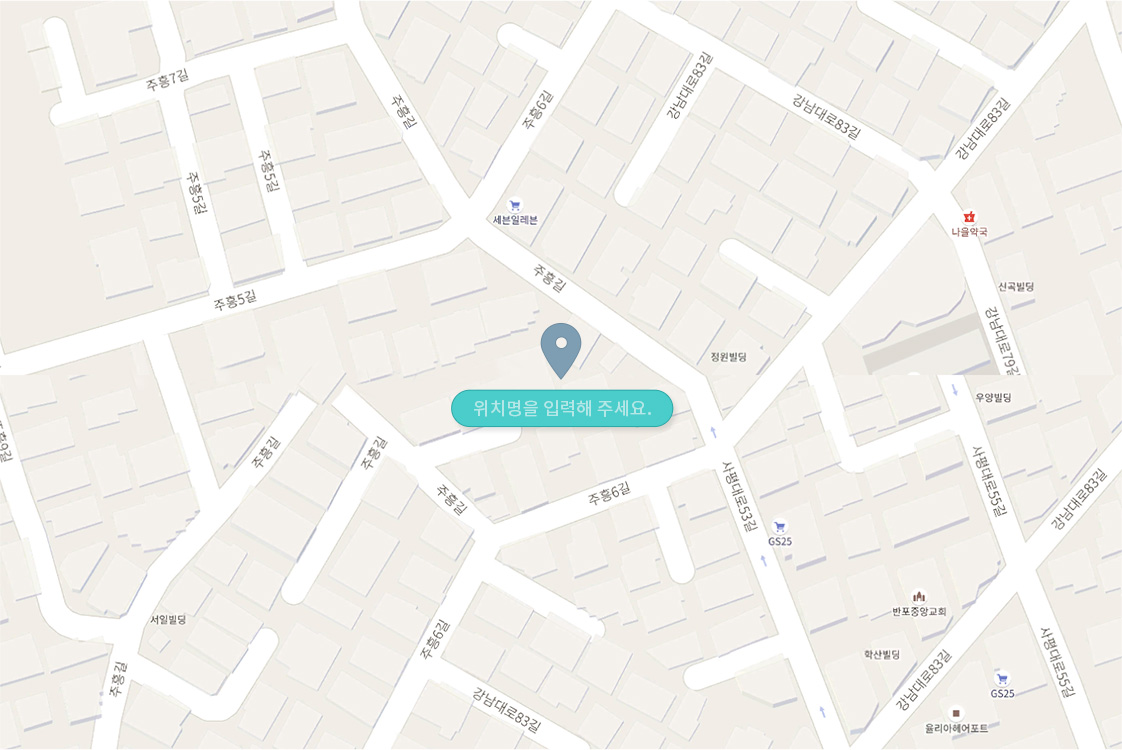 주흥7길
주흥길
주흥6길
강남대로83길
강남대로83길
강남대로83길
주흥5길
주흥5길
세븐일레븐
나을약국
주흥길
신곡빌딩
주흥5길
강남대로79길
정원빌딩
우양빌딩
위치명을 입력해 주세요.
주흥길
주흥길
주흥길
주흥6길
사평대로53길
사평대로55길
강남대로83길
GS25
반포중앙교회
서일빌딩
주흥6길
학산빌딩
사평대로55길
주흥길
강남대로83길
GS25
강남대로83길
율리아헤어포트